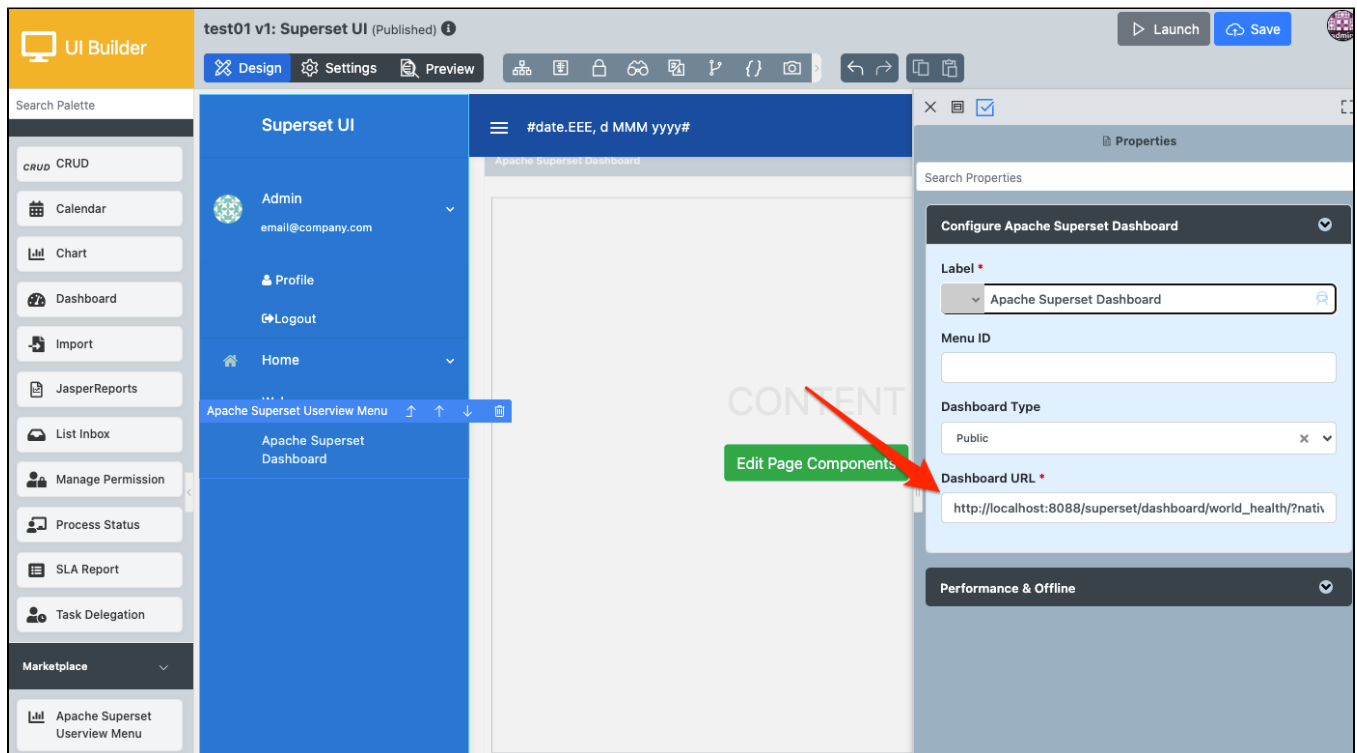 UI Builder
test01 v1: Superset UI (Published)
Launch
Save
admin
Design
Settings
Preview
Search Palette
CRUD CRUD
Calendar
Chart
Dashboard
Import
JasperReports
List Inbox
Manage Permission
Process Status
SLA Report
Task Delegation
Marketplace
Apache Superset
Userview Menu
Superset UI
Admin
email@company.com
Profile
Logout
Home
Apache Superset Userview Menu
Apache Superset
Dashboard
#date.EEE, d MMM yyyy#
Apache Superset Dashboard
CONTENT
Edit Page Components
Properties
Search Properties
Configure Apache Superset Dashboard
Label *
Apache Superset Dashboard
Menu ID
Dashboard Type
Public
Dashboard URL *
http://localhost:8088/superset/dashboard/world_health/?nativ
Performance & Offline